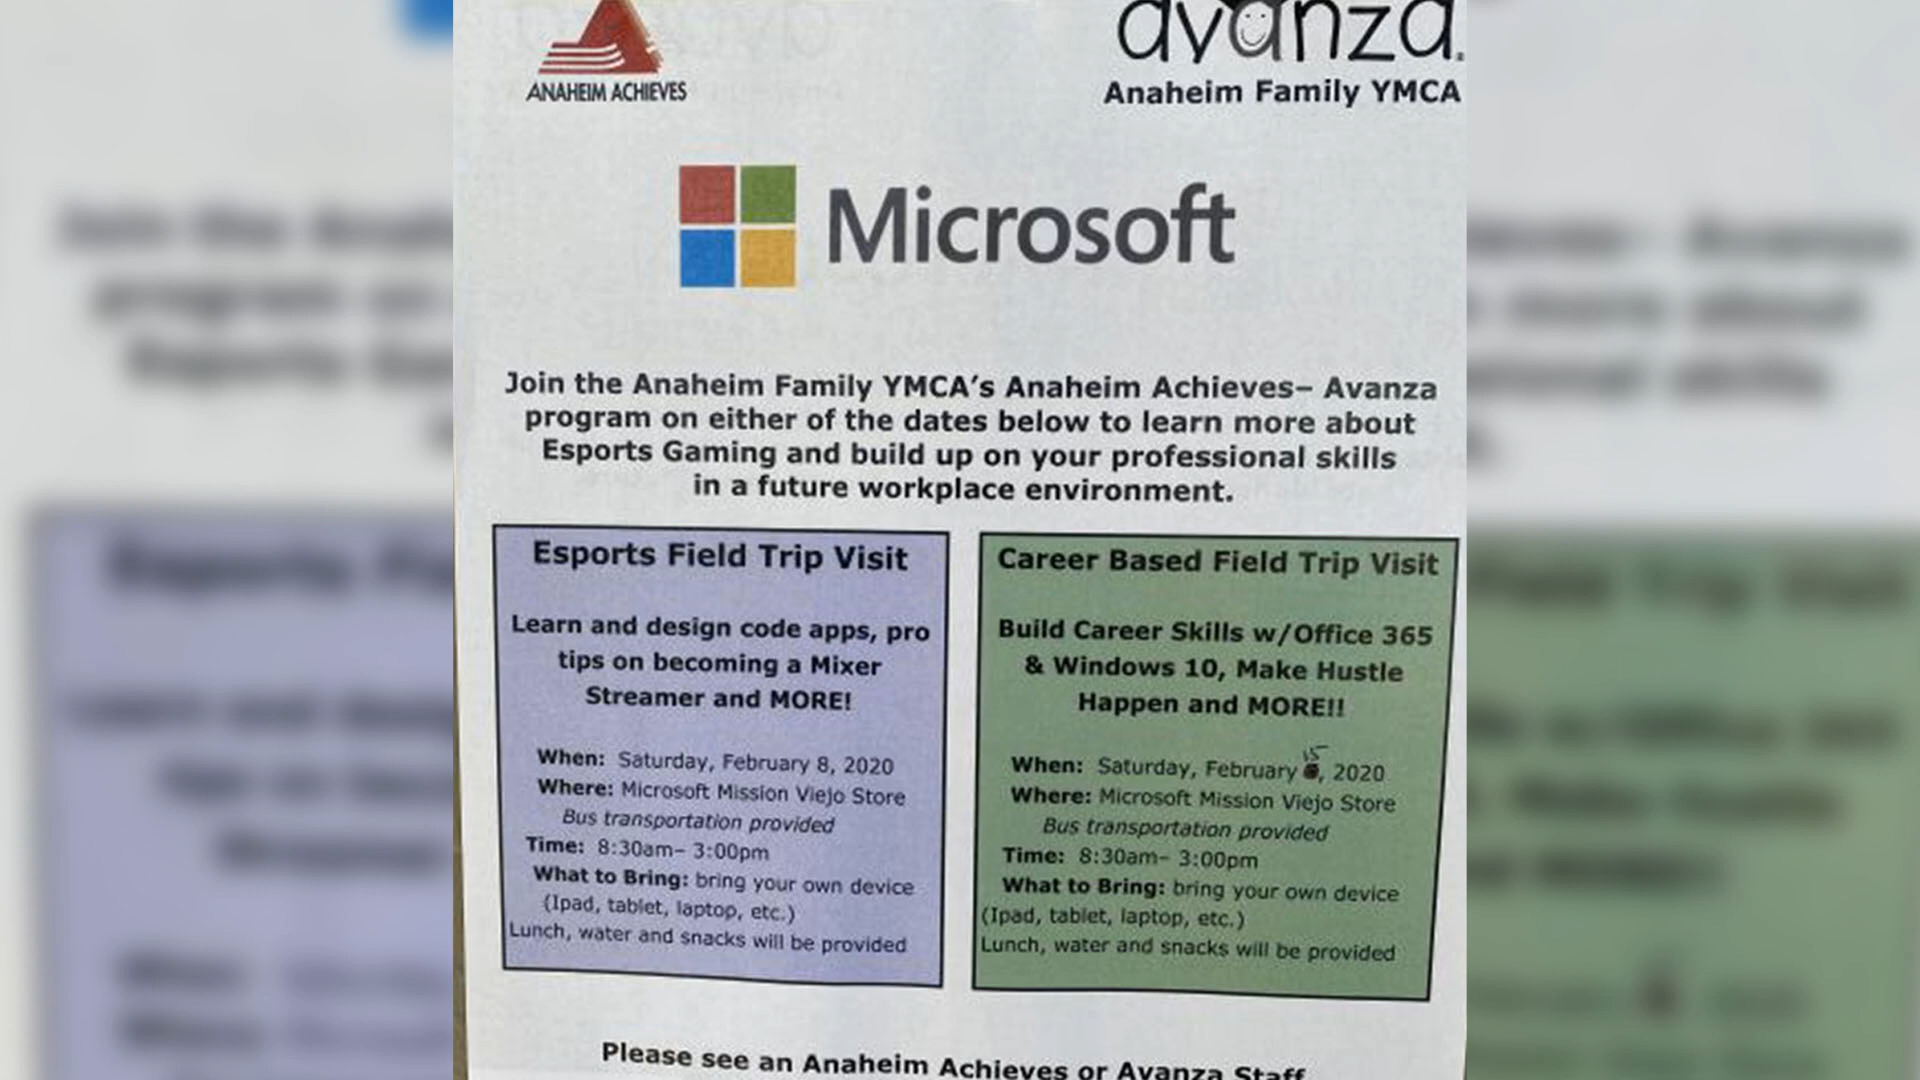 ANAHEIM ACHIEVES
avanza
Anaheim Family YMCA
Microsoft
Join the Anaheim Family YMCA's Anaheim Achieves– Avanza
program on either of the dates below to learn more about
Esports Gaming and build up on your professional skills
in a future workplace environment.
Esports Field Trip Visit
Learn and design code apps, pro
tips on becoming a Mixer
Streamer and MORE!
When: Saturday, February 8, 2020
Where: Microsoft Mission Viejo Store
Bus transportation provided
Time: 8:30am– 3:00pm
What to Bring: bring your own device
(Ipad, tablet, laptop, etc.)
Lunch, water and snacks will be provided
Career Based Field Trip Visit
Build Career Skills w/Office 365
& Windows 10, Make Hustle
Happen and MORE!!
When: Saturday, February 15, 2020
Where: Microsoft Mission Viejo Store
Bus transportation provided
Time: 8:30am– 3:00pm
What to Bring: bring your own device
(Ipad, tablet, laptop, etc.)
Lunch, water and snacks will be provided
Please see an Anaheim Achieves or Avanza Staff